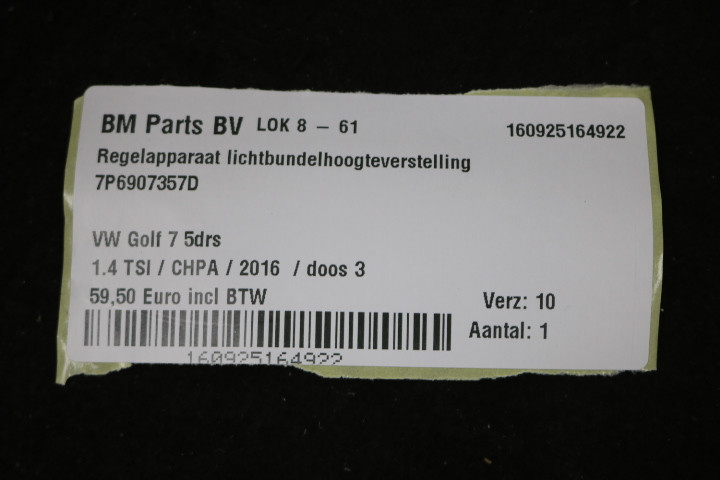 BM Parts BV LOK 8 - 61 160925164922
Regelapparaat lichtbundelhoogteverstelling
7P6907357D
VW Golf 7 5drs
1.4 TSI / CHPA / 2016 / doos 3
59,50 Euro incl BTW Verz: 10
Aantal: 1
160925164922